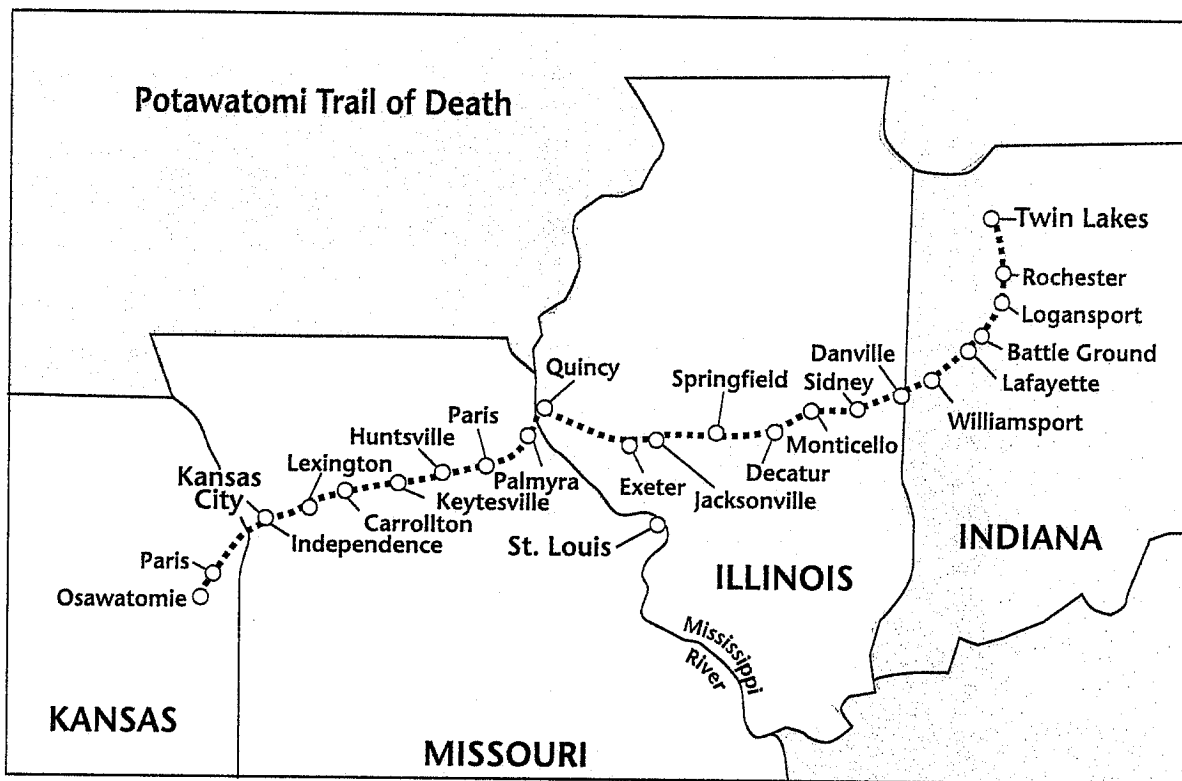 Potawatomi Trail of Death
Twin Lakes
Rochester
Logansport
Battle Ground
Lafayette
Williamsport
Danville
Sidney
Monticello
Decatur
Springfield
Jacksonville
Exeter
Quincy
Palmyra
Paris
Huntsville
Keytesville
Carrollton
Lexington
Independence
Kansas
City
Paris
Osawatomie
St. Louis
Mississippi
River
INDIANA
ILLINOIS
MISSOURI
KANSAS